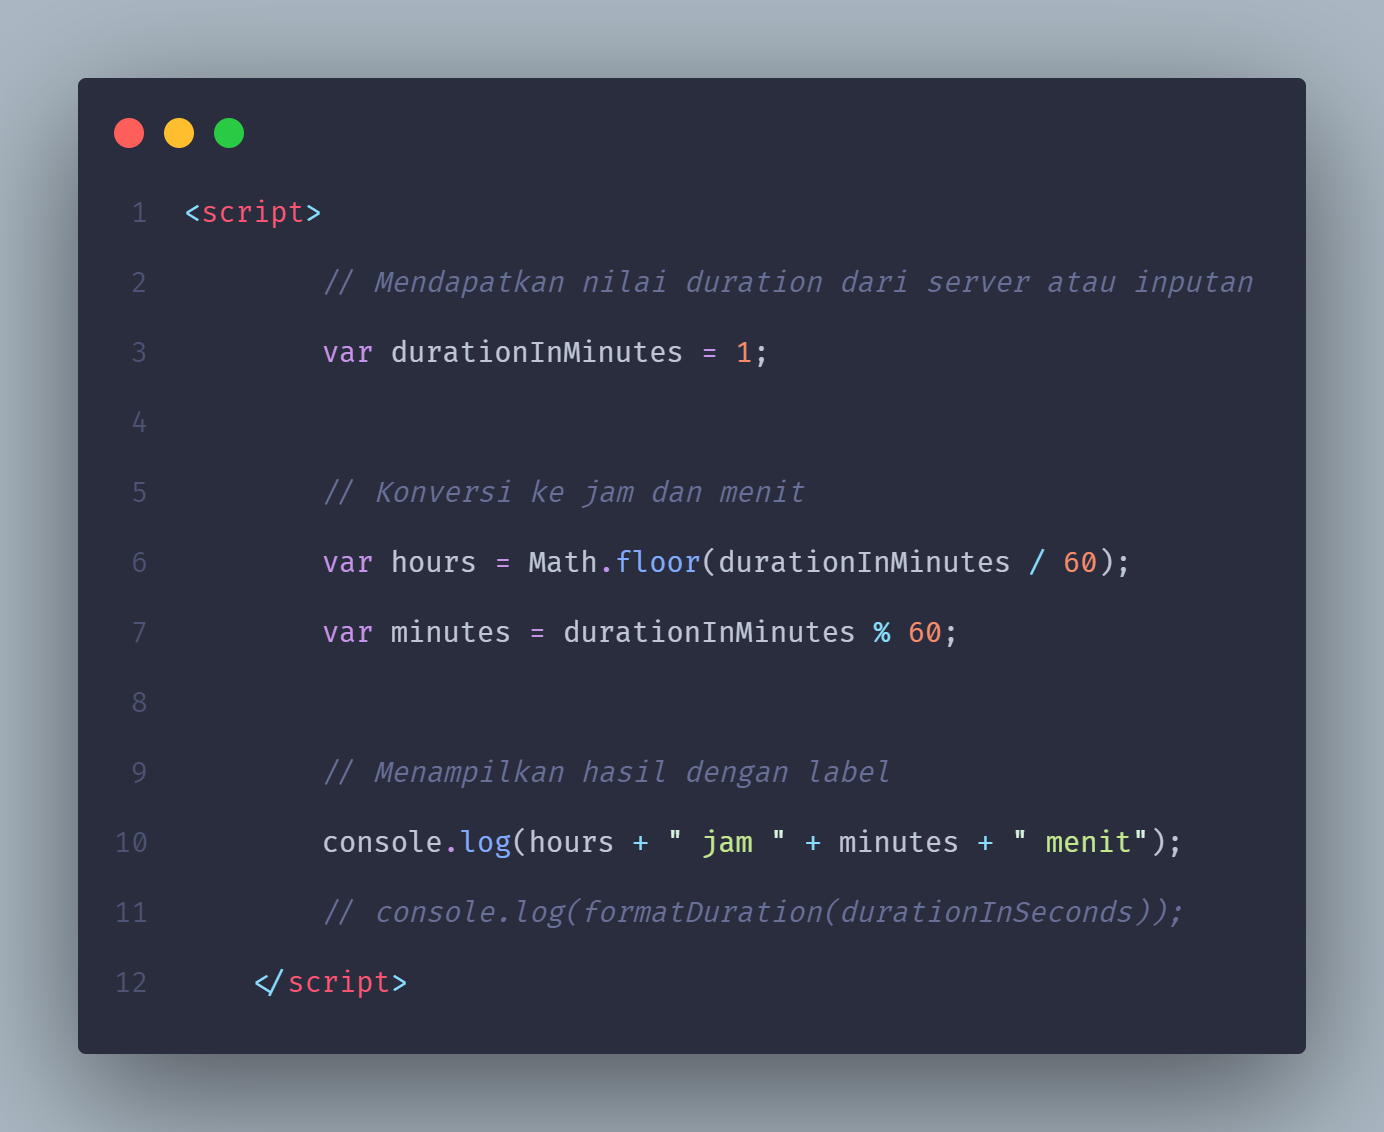 1 <script>
2 // Mendapatkan nilai duration dari server atau inputan
3 var durationInMinutes = 1;
4
5 // Konversi ke jam dan menit
6 var hours = Math.floor(durationInMinutes / 60);
7 var minutes = durationInMinutes % 60;
8
9 // Menampilkan hasil dengan label
10 console.log(hours + " jam " + minutes + " menit");
11 // console.log(formatDuration(durationInSeconds));
12 </script>